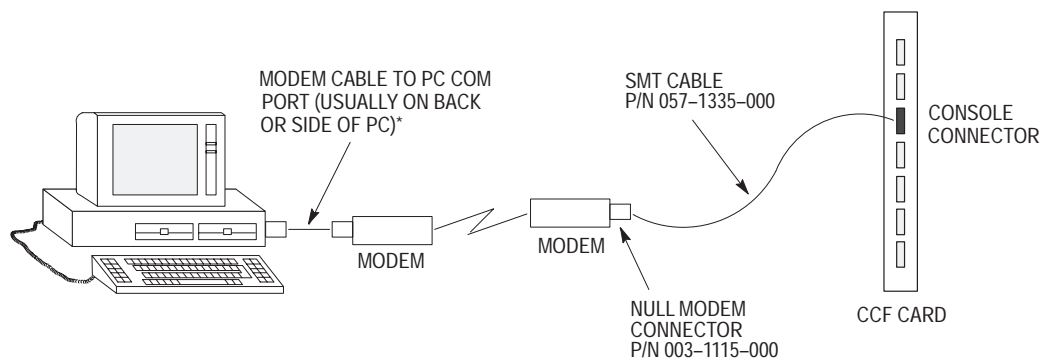 MODEM CABLE TO PC COM
PORT (USUALLY ON BACK
OR SIDE OF PC)*
SMT CABLE
P/N 057–1335–000
CONSOLE
CONNECTOR
MODEM
MODEM
NULL MODEM
CONNECTOR
P/N 003–1115–000
CCF CARD